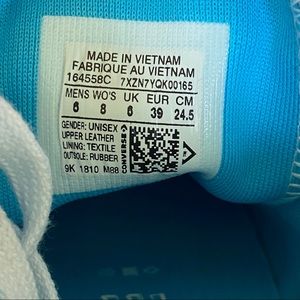 MADE IN VIETNAM
FABRIQUE AU VIETNAM
164558C 7XZN7YQK00165
MENS WO'S UK EUR CM
6 8 6 39 24.5
GENDER: UNISEX
UPPER: LEATHER
LINING: TEXTILE
OUTSOLE: RUBBER
CONVERSE
9K 1810 M88